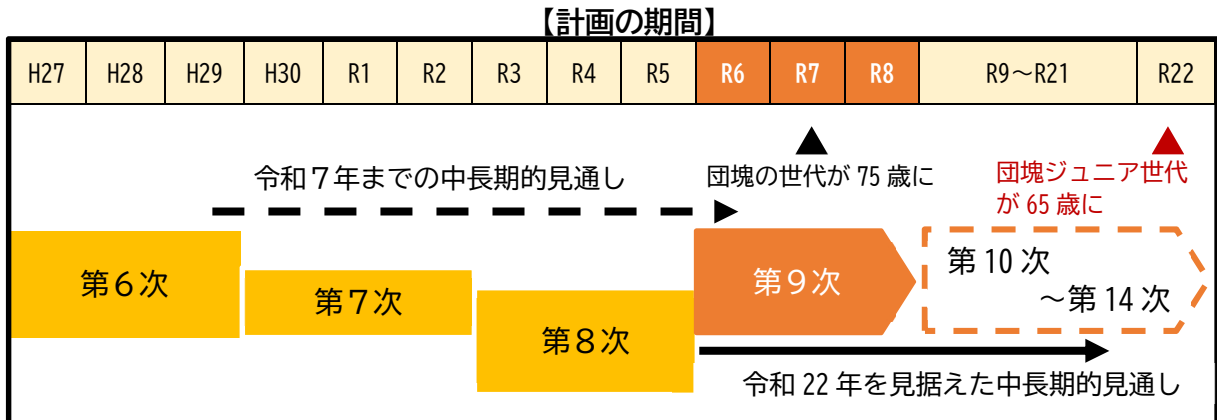 【計画の期間】
H27 H28 H29 H30 R1 R2 R3 R4 R5 R6 R7 R8 R9～R21 R22
令和７年までの中長期的見通し
団塊の世代が 75 歳に
団塊ジュニア世代
が 65 歳に
第６次
第７次
第８次
第９次
第 10 次
～第 14 次
令和 22 年を見据えた中長期的見通し